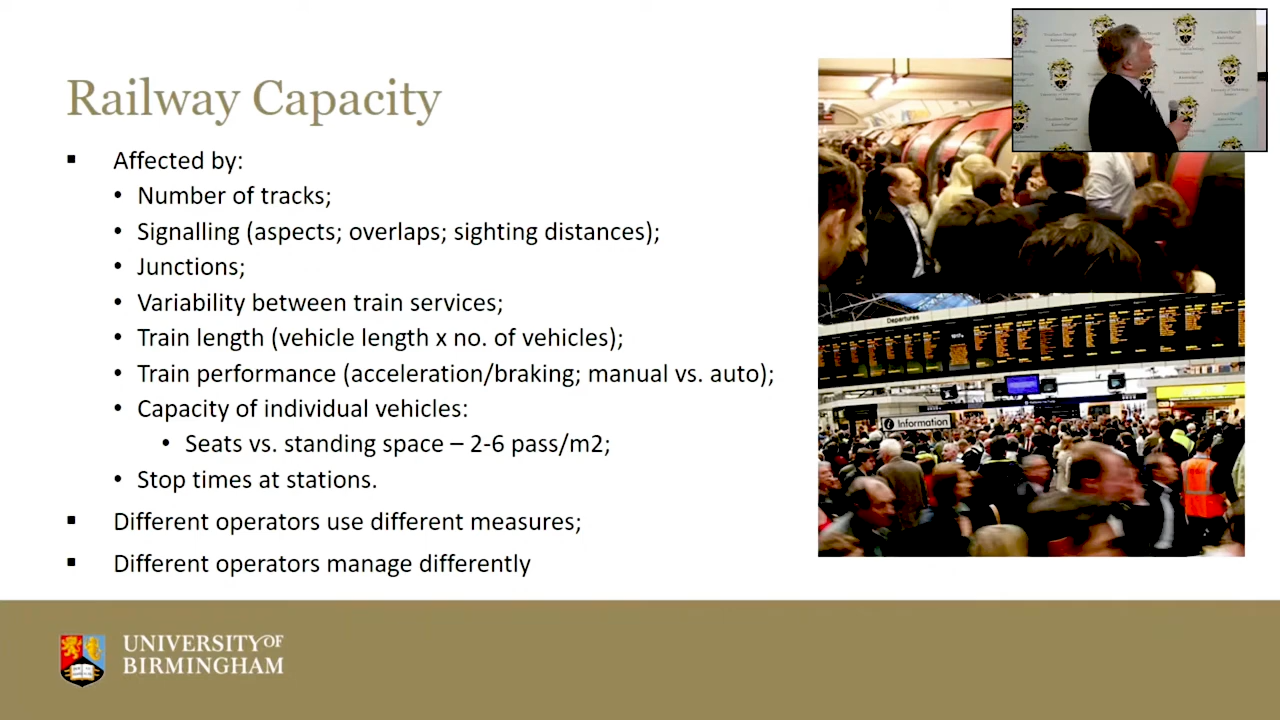 Railway Capacity
Affected by:
Number of tracks;
Signalling (aspects; overlaps; sighting distances);
Junctions;
Variability between train services;
Train length (vehicle length x no. of vehicles);
Train performance (acceleration/braking; manual vs. auto);
Capacity of individual vehicles:
Seats vs. standing space – 2-6 pass/m2;
Stop times at stations.
Different operators use different measures;
Different operators manage differently
Departures
Information
UNIVERSITY OF
BIRMINGHAM